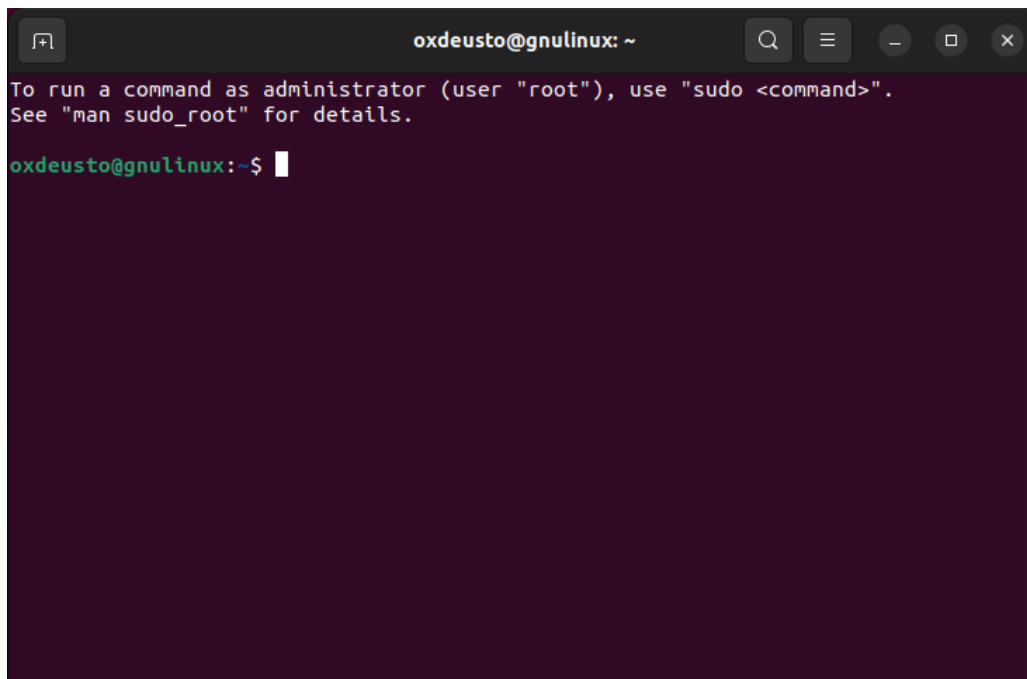 oxdeusto@gnulinux: ~
To run a command as administrator (user "root"), use "sudo <command>".
See "man sudo_root" for details.
oxdeusto@gnulinux:~$